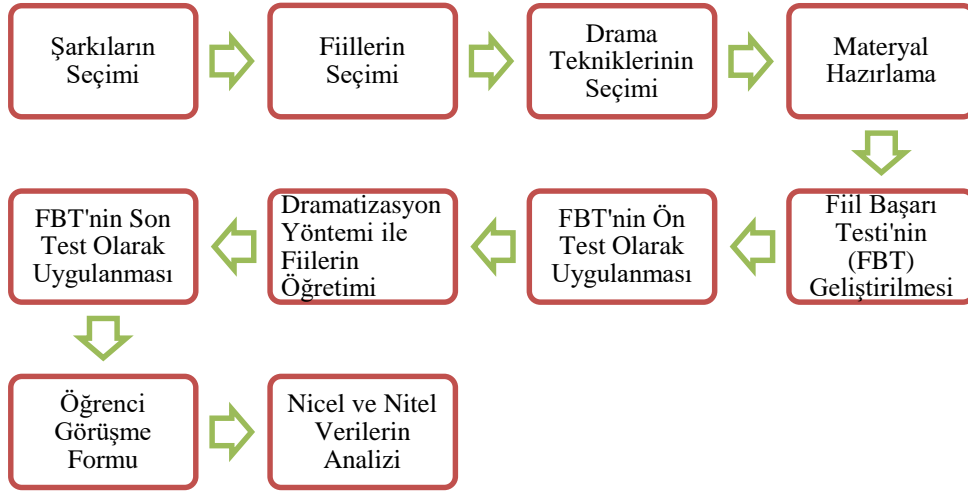 Şarkıların
Seçimi
Fiillerin
Seçimi
Drama
Tekniklerinin
Seçimi
Materyal
Hazırlama
Fiil Başarı
Testi'nin
(FBT)
Geliştirilmesi
FBT'nin Ön
Test Olarak
Uygulanması
Dramatizasyon
Yöntemi ile
Fiilerin
Öğretimi
FBT'nin Son
Test Olarak
Uygulanması
Öğrenci
Görüşme
Formu
Nicel ve Nitel
Verilerin
Analizi